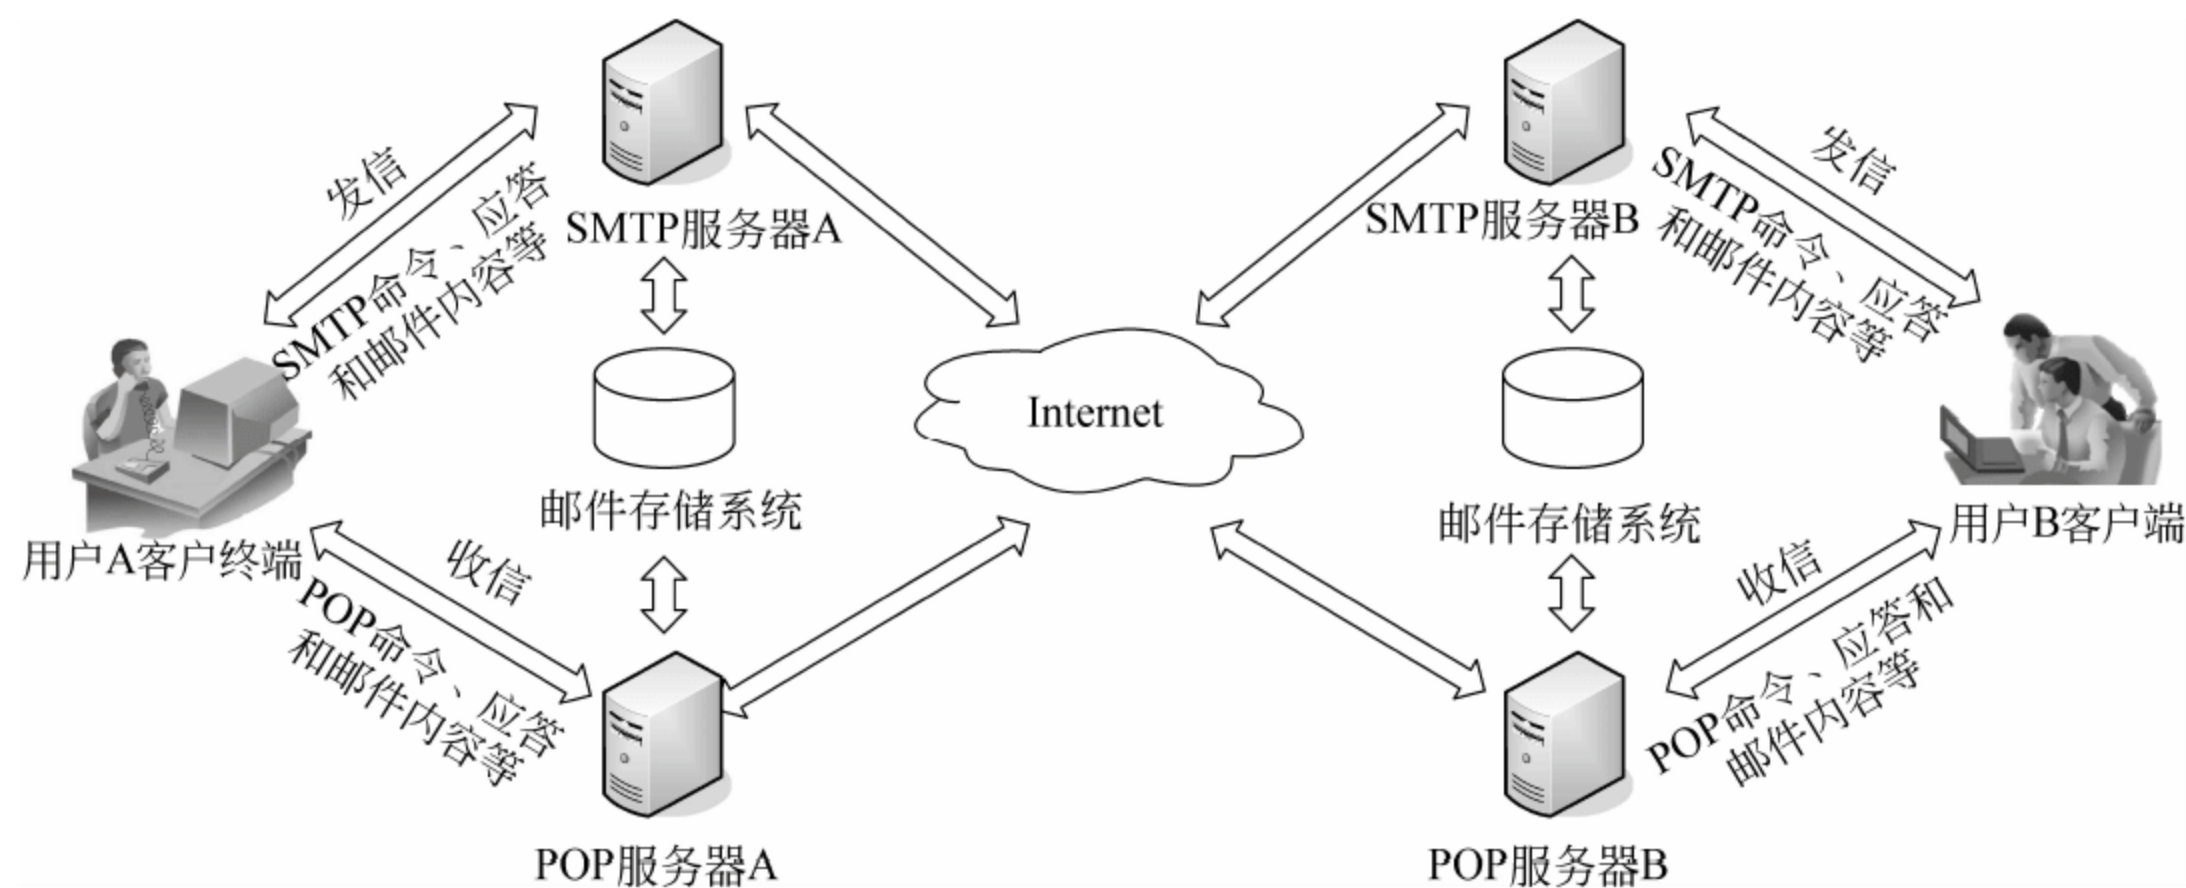 发信
SMTP命令、应答
和邮件内容等
SMTP服务器A
SMTP服务器B
发信
SMTP命令、应答
和邮件内容等
Internet
邮件存储系统
邮件存储系统
用户A客户终端
用户B客户端
收信
POP命令、应答
和邮件内容等
收信
POP命令、应答和
邮件内容等
POP服务器A
POP服务器B